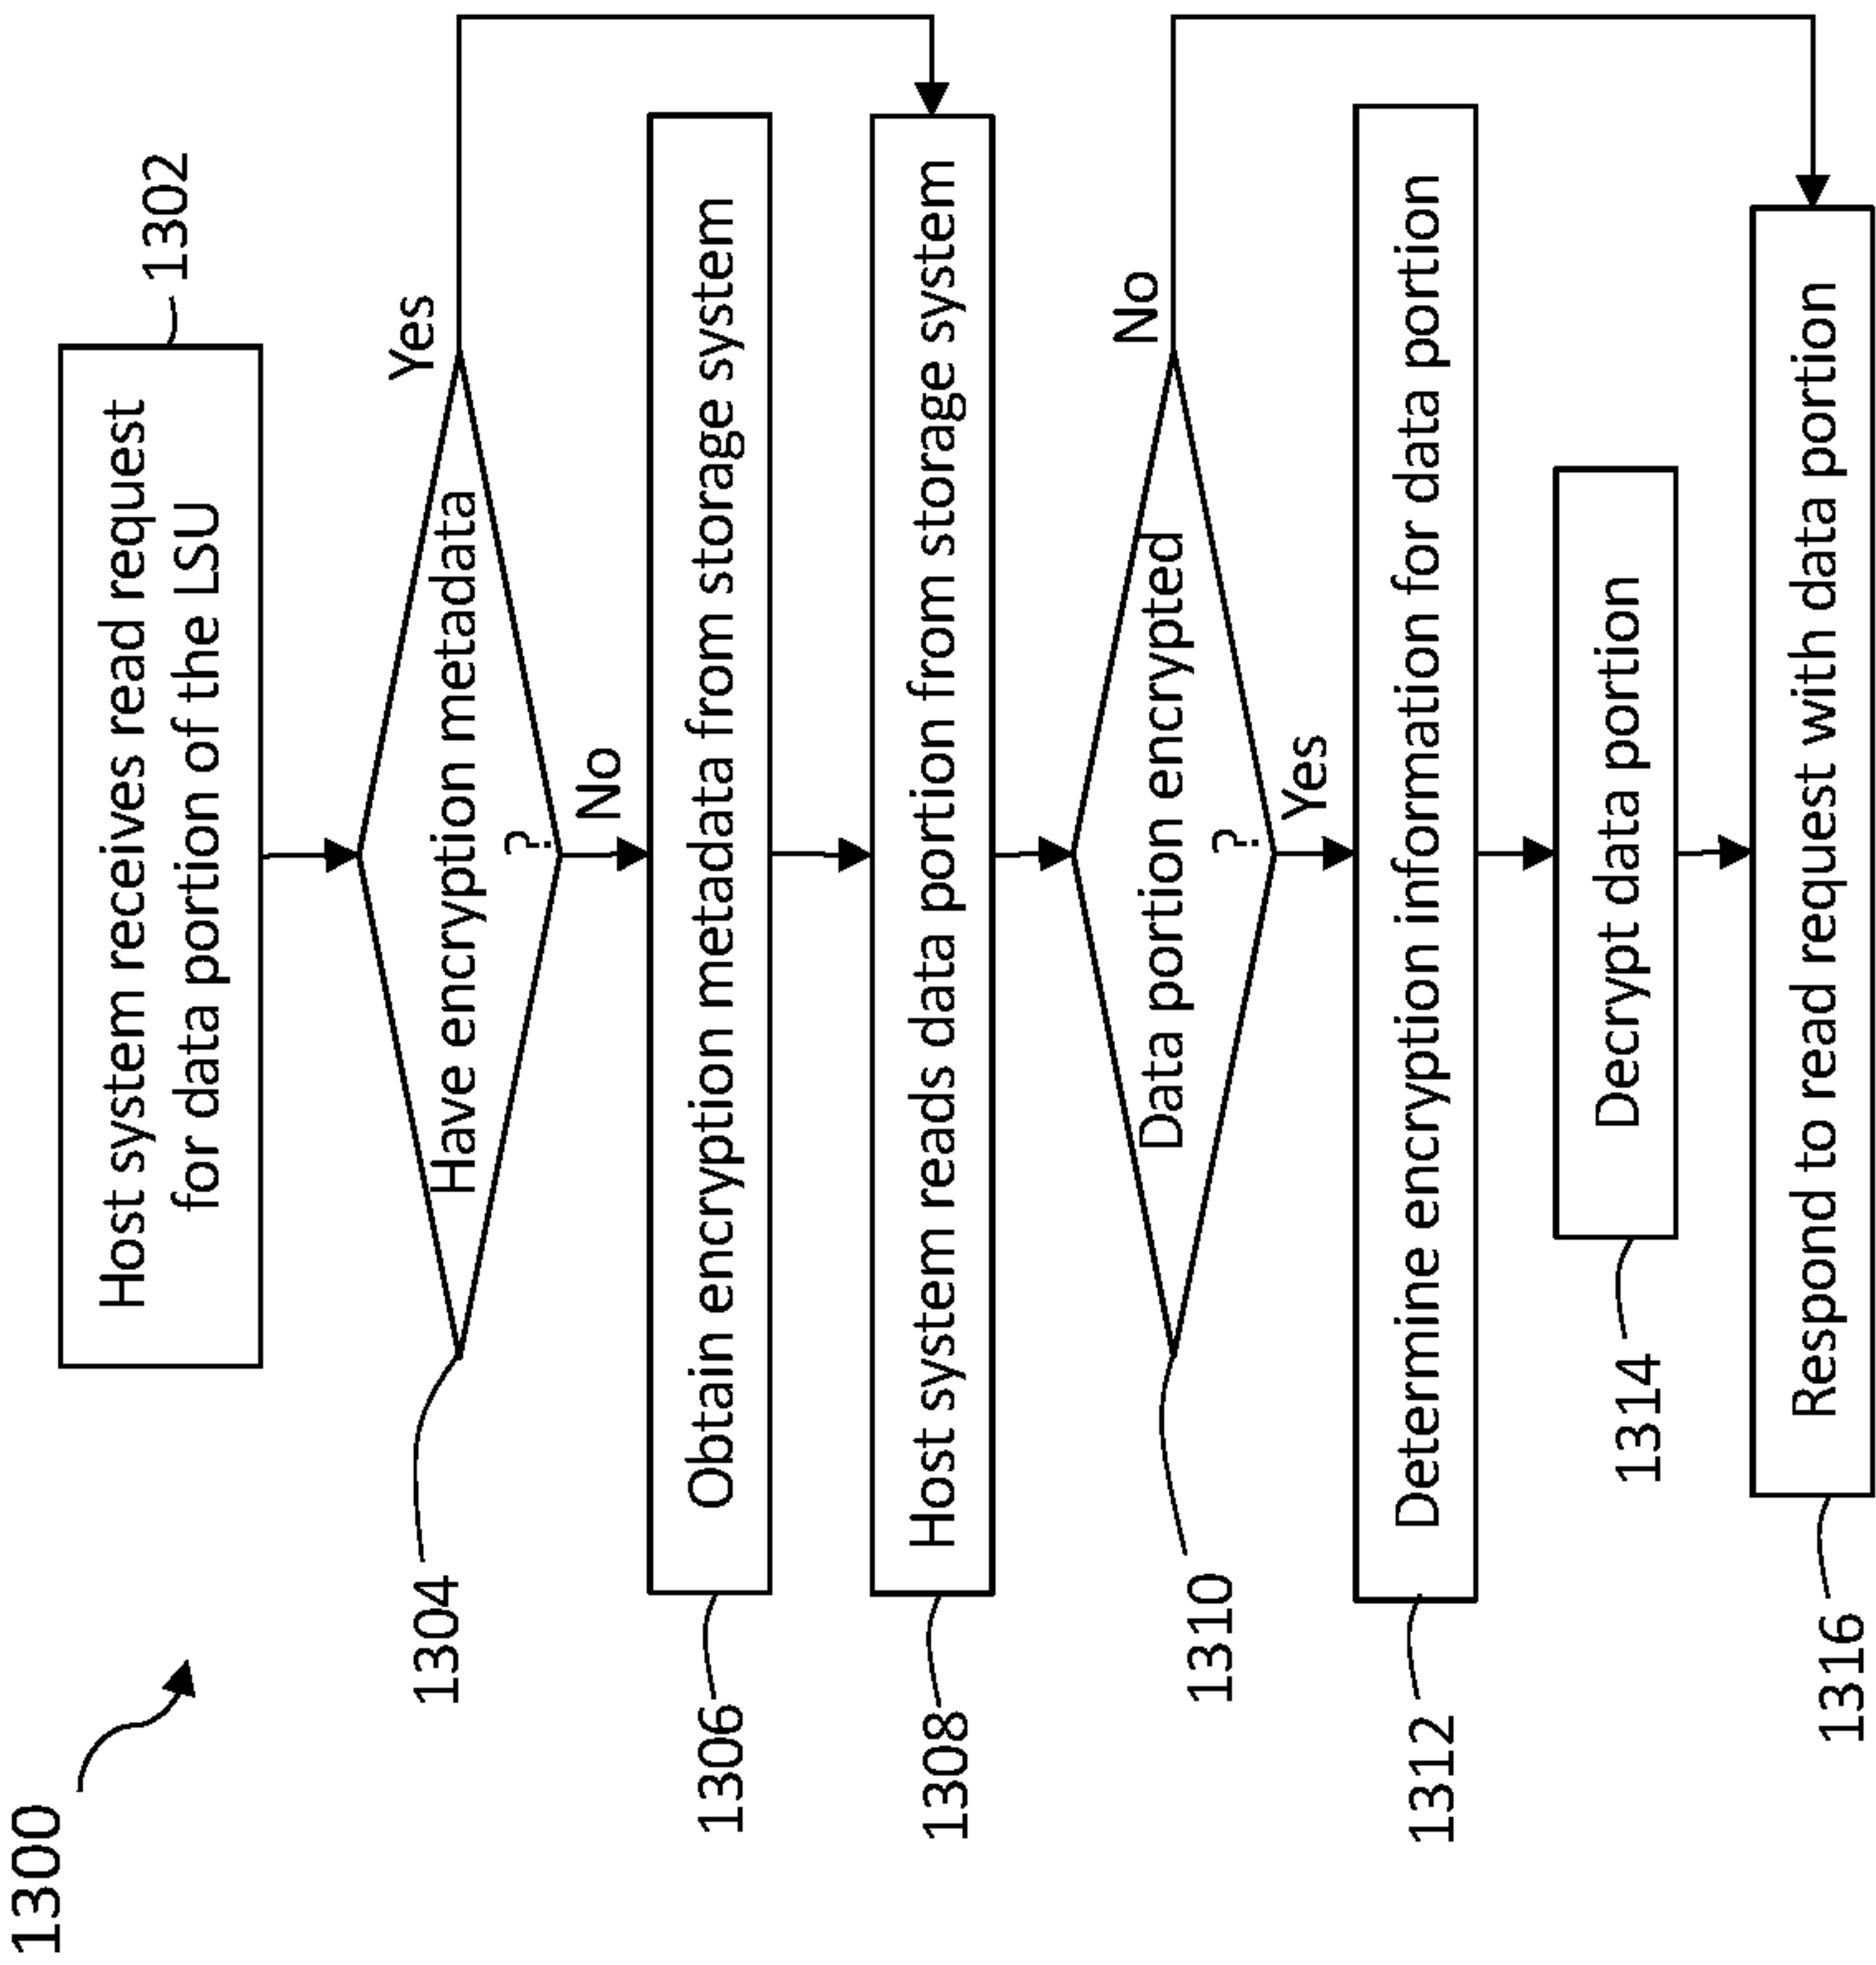 1300
Host system receives read request
for data portion of the LSU
1302
Have encryption metadata
?
Yes
No
1304
Obtain encryption metadata from storage system
1306
Host system reads data portion from storage system
1308
Data portion encrypted
?
No
Yes
1310
Determine encryption information for data portion
1312
Decrypt data portion
1314
Respond to read request with data portion
1316